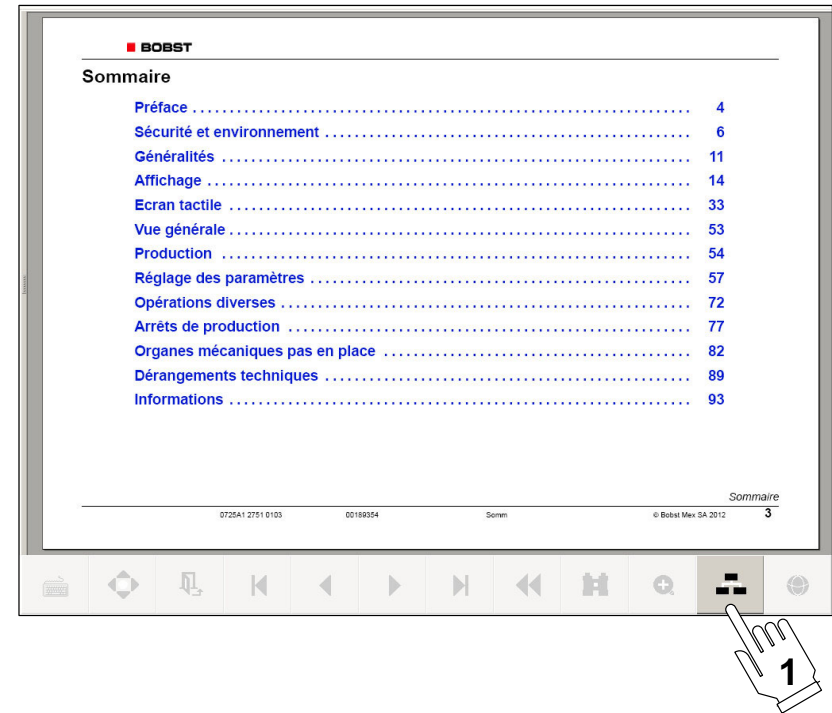 BOBST
Sommaire
Préface . . . . . . . . . . . . . . . . . . . . . . . . . . . . . . . . . . . . . . . . . . . . . . . . . . . . . . . . . . . . . . . . . . . 4
Sécurité et environnement . . . . . . . . . . . . . . . . . . . . . . . . . . . . . . . . . . . . . . . . . . . . . . . . . 6
Généralités . . . . . . . . . . . . . . . . . . . . . . . . . . . . . . . . . . . . . . . . . . . . . . . . . . . . . . . . . . . . . . . 11
Affichage . . . . . . . . . . . . . . . . . . . . . . . . . . . . . . . . . . . . . . . . . . . . . . . . . . . . . . . . . . . . . . . . . 14
Ecran tactile . . . . . . . . . . . . . . . . . . . . . . . . . . . . . . . . . . . . . . . . . . . . . . . . . . . . . . . . . . . . . . 33
Vue générale . . . . . . . . . . . . . . . . . . . . . . . . . . . . . . . . . . . . . . . . . . . . . . . . . . . . . . . . . . . . . . 53
Production . . . . . . . . . . . . . . . . . . . . . . . . . . . . . . . . . . . . . . . . . . . . . . . . . . . . . . . . . . . . . . . 54
Réglage des paramètres . . . . . . . . . . . . . . . . . . . . . . . . . . . . . . . . . . . . . . . . . . . . . . . . . . . 57
Opérations diverses . . . . . . . . . . . . . . . . . . . . . . . . . . . . . . . . . . . . . . . . . . . . . . . . . . . . . . . 72
Arrêts de production . . . . . . . . . . . . . . . . . . . . . . . . . . . . . . . . . . . . . . . . . . . . . . . . . . . . . . 77
Organes mécaniques pas en place . . . . . . . . . . . . . . . . . . . . . . . . . . . . . . . . . . . . . . . . . 82
Dérangements techniques . . . . . . . . . . . . . . . . . . . . . . . . . . . . . . . . . . . . . . . . . . . . . . . . . 89
Informations . . . . . . . . . . . . . . . . . . . . . . . . . . . . . . . . . . . . . . . . . . . . . . . . . . . . . . . . . . . . . . 93
Sommaire
0725A1 2751 0103 00189354 Somm © Bobst Mex SA 2012 3
1